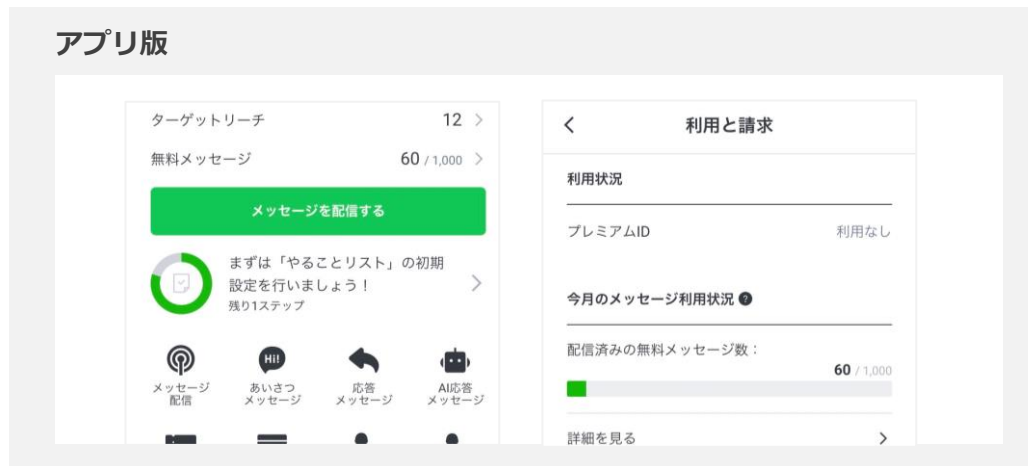 アプリ版
ターゲットリーチ 12
無料メッセージ 60 / 1,000
メッセージを配信する
まずは「やることリスト」の初期
設定を行いましょう！
残り1ステップ
Hi!
メッセージ
配信
あいさつ
メッセージ
応答
メッセージ
AI応答
メッセージ
利用と請求
利用状況
プレミアムID 利用なし
今月のメッセージ利用状況 ?
配信済みの無料メッセージ数：
60 / 1,000
詳細を見る